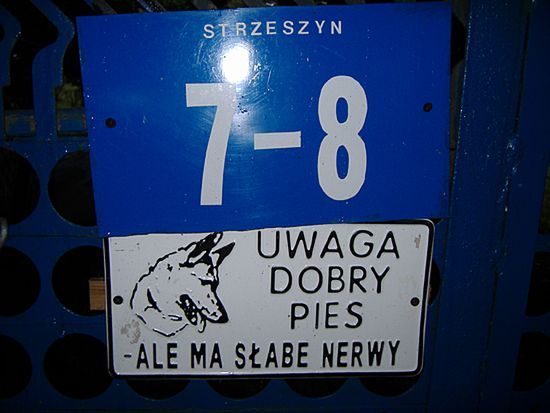 STRZESZYN
7-8
UWAGA
DOBRY
PIES
-ALE MA SŁABE NERWY